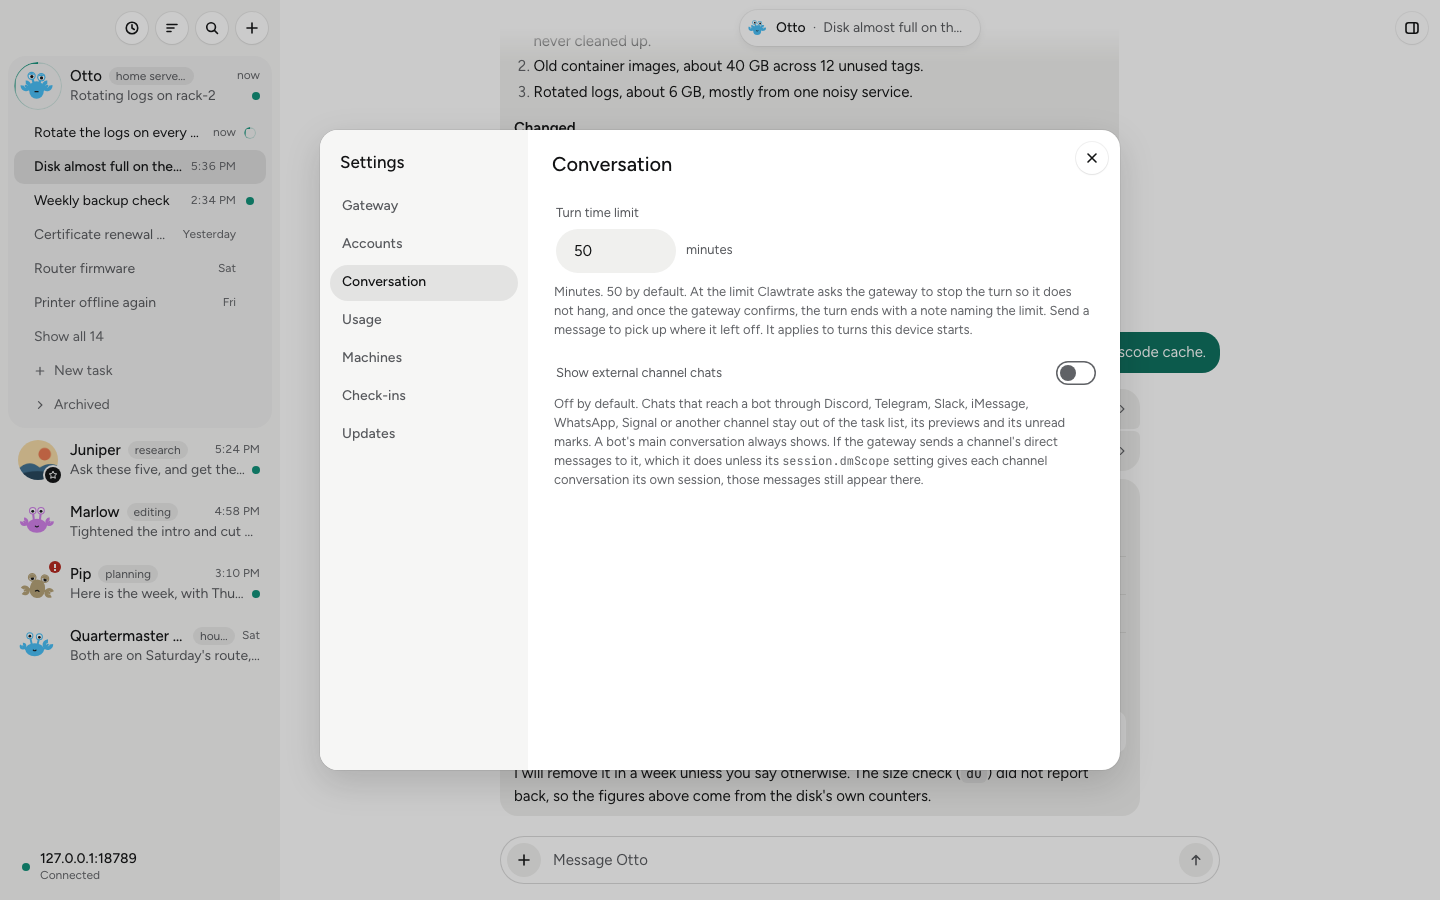 Otto · Disk almost full on th...
Otto home serve... now
Rotating logs on rack-2
Rotate the logs on every ... now
Disk almost full on the... 5:36 PM
Weekly backup check 2:34 PM
Certificate renewal ... Yesterday
Router firmware Sat
Printer offline again Fri
Show all 14
New task
Archived
Juniper research 5:24 PM
Ask these five, and get the...
Marlow editing 4:58 PM
Tightened the intro and cut ...
Pip planning 3:10 PM
Here is the week, with Thu...
Quartermaster ... hou... Sat
Both are on Saturday's route,...
127.0.0.1:18789
Connected
never cleaned up.
2. Old container images, about 40 GB across 12 unused tags.
3. Rotated logs, about 6 GB, mostly from one noisy service.
Changed
Settings
Gateway
Accounts
Conversation
Usage
Machines
Check-ins
Updates
Conversation
Turn time limit
50 minutes
Minutes. 50 by default. At the limit Clawtrate asks the gateway to stop the turn so it does
not hang, and once the gateway confirms, the turn ends with a note naming the limit. Send a
message to pick up where it left off. It applies to turns this device starts.
Show external channel chats
Off by default. Chats that reach a bot through Discord, Telegram, Slack, iMessage,
WhatsApp, Signal or another channel stay out of the task list, its previews and its unread
marks. A bot's main conversation always shows. If the gateway sends a channel's direct
messages to it, which it does unless its session.dmScope setting gives each channel
conversation its own session, those messages still appear there.
scode cache.
I will remove it in a week unless you say otherwise. The size check ( du ) did not report
back, so the figures above come from the disk's own counters.
Message Otto